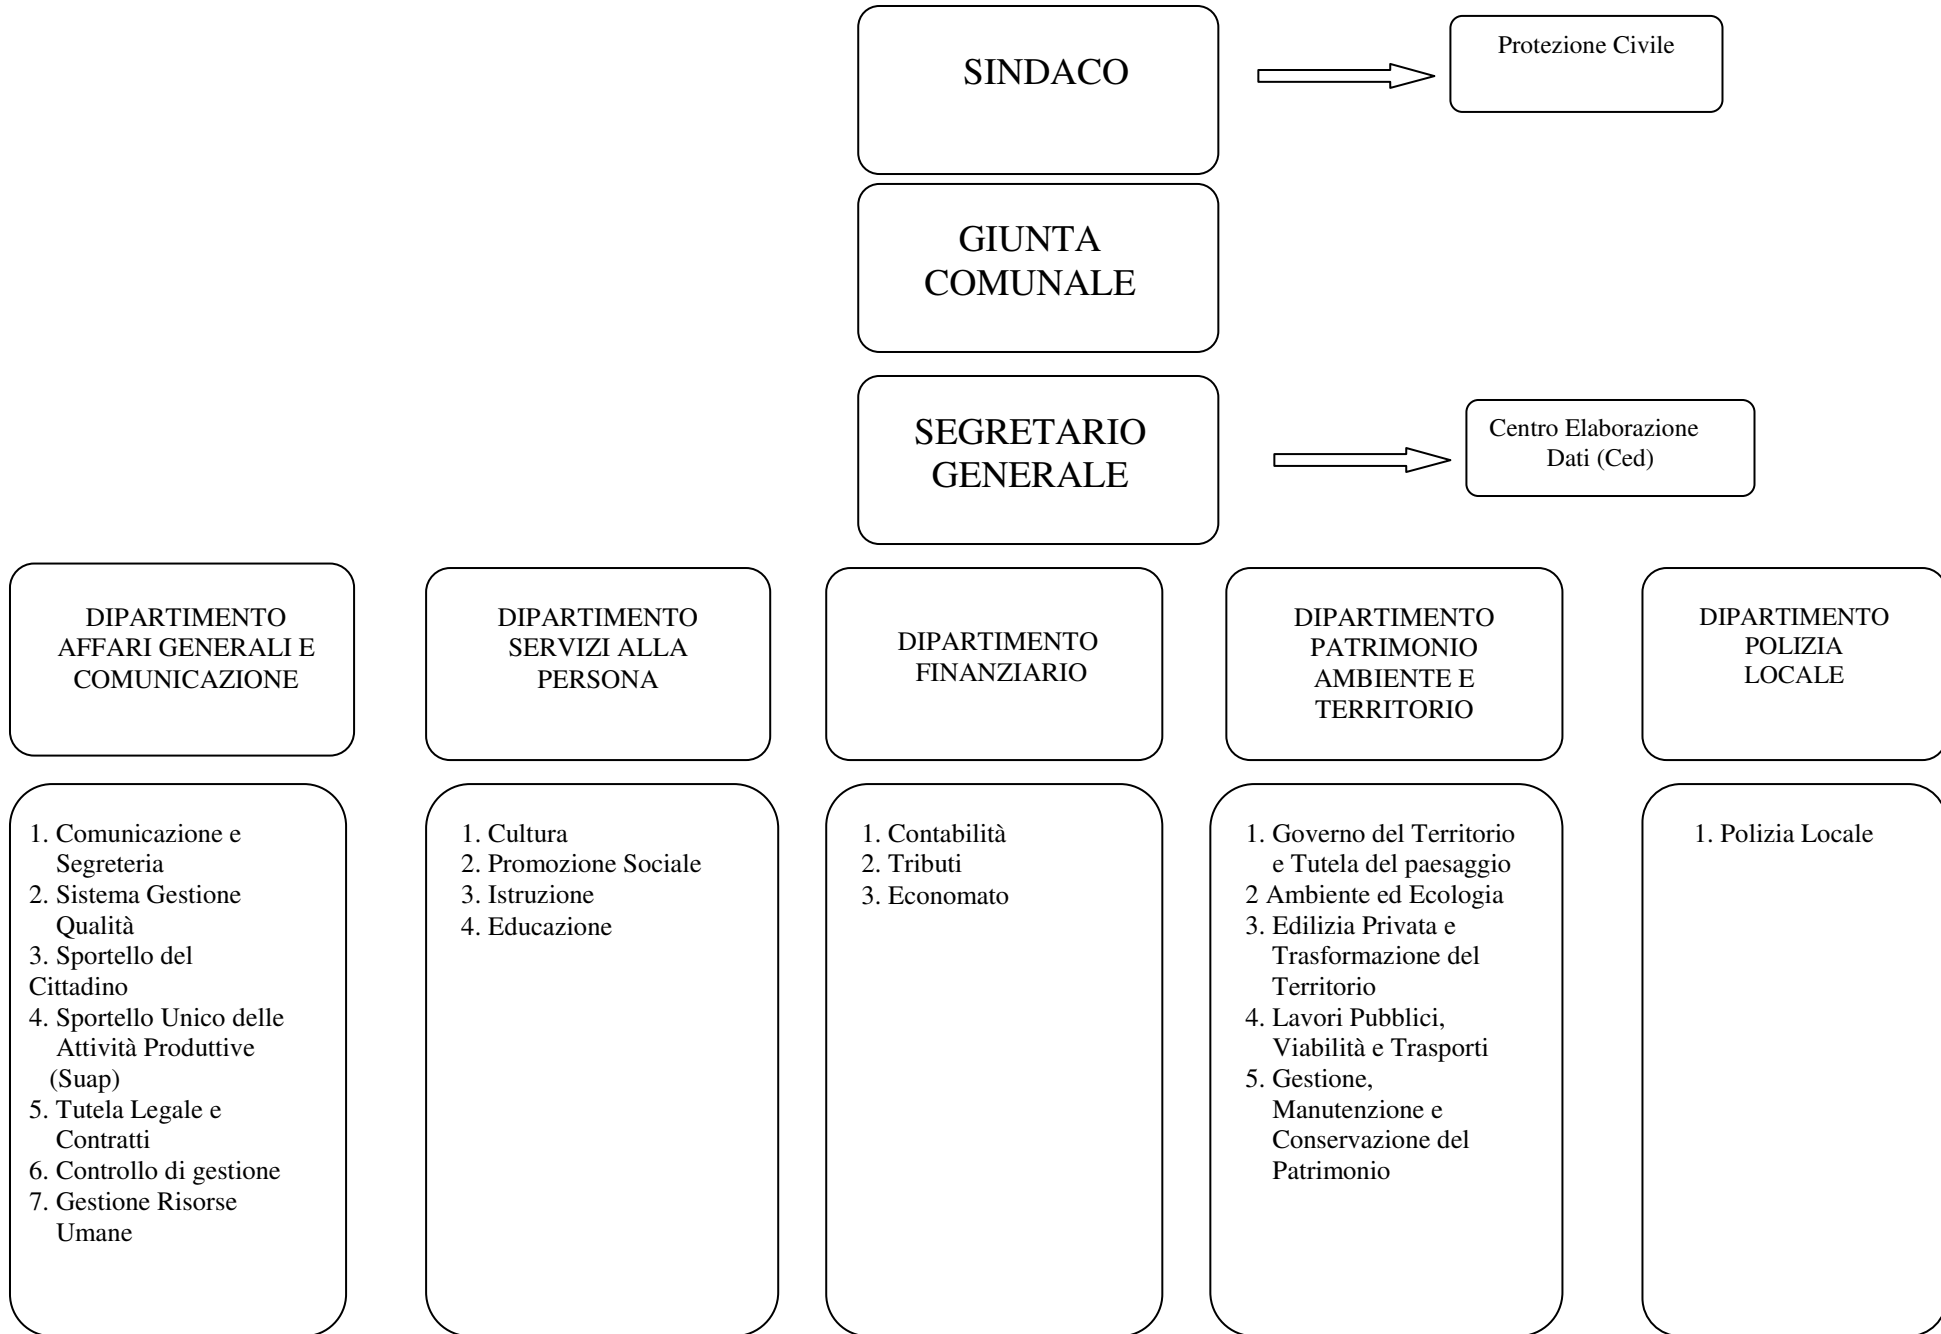 SINDACO
Protezione Civile
GIUNTA
COMUNALE
SEGRETARIO
GENERALE
Centro Elaborazione
Dati (Ced)
DIPARTIMENTO
AFFARI GENERALI E
COMUNICAZIONE
DIPARTIMENTO
SERVIZI ALLA
PERSONA
DIPARTIMENTO
FINANZIARIO
DIPARTIMENTO
PATRIMONIO
AMBIENTE E
TERRITORIO
DIPARTIMENTO
POLIZIA
LOCALE
1. Comunicazione e
Segreteria
2. Sistema Gestione
Qualità
3. Sportello del
Cittadino
4. Sportello Unico delle
Attività Produttive
(Suap)
5. Tutela Legale e
Contratti
6. Controllo di gestione
7. Gestione Risorse
Umane
1. Cultura
2. Promozione Sociale
3. Istruzione
4. Educazione
1. Contabilità
2. Tributi
3. Economato
1. Governo del Territorio
e Tutela del paesaggio
2 Ambiente ed Ecologia
3. Edilizia Privata e
Trasformazione del
Territorio
4. Lavori Pubblici,
Viabilità e Trasporti
5. Gestione,
Manutenzione e
Conservazione del
Patrimonio
1. Polizia Locale